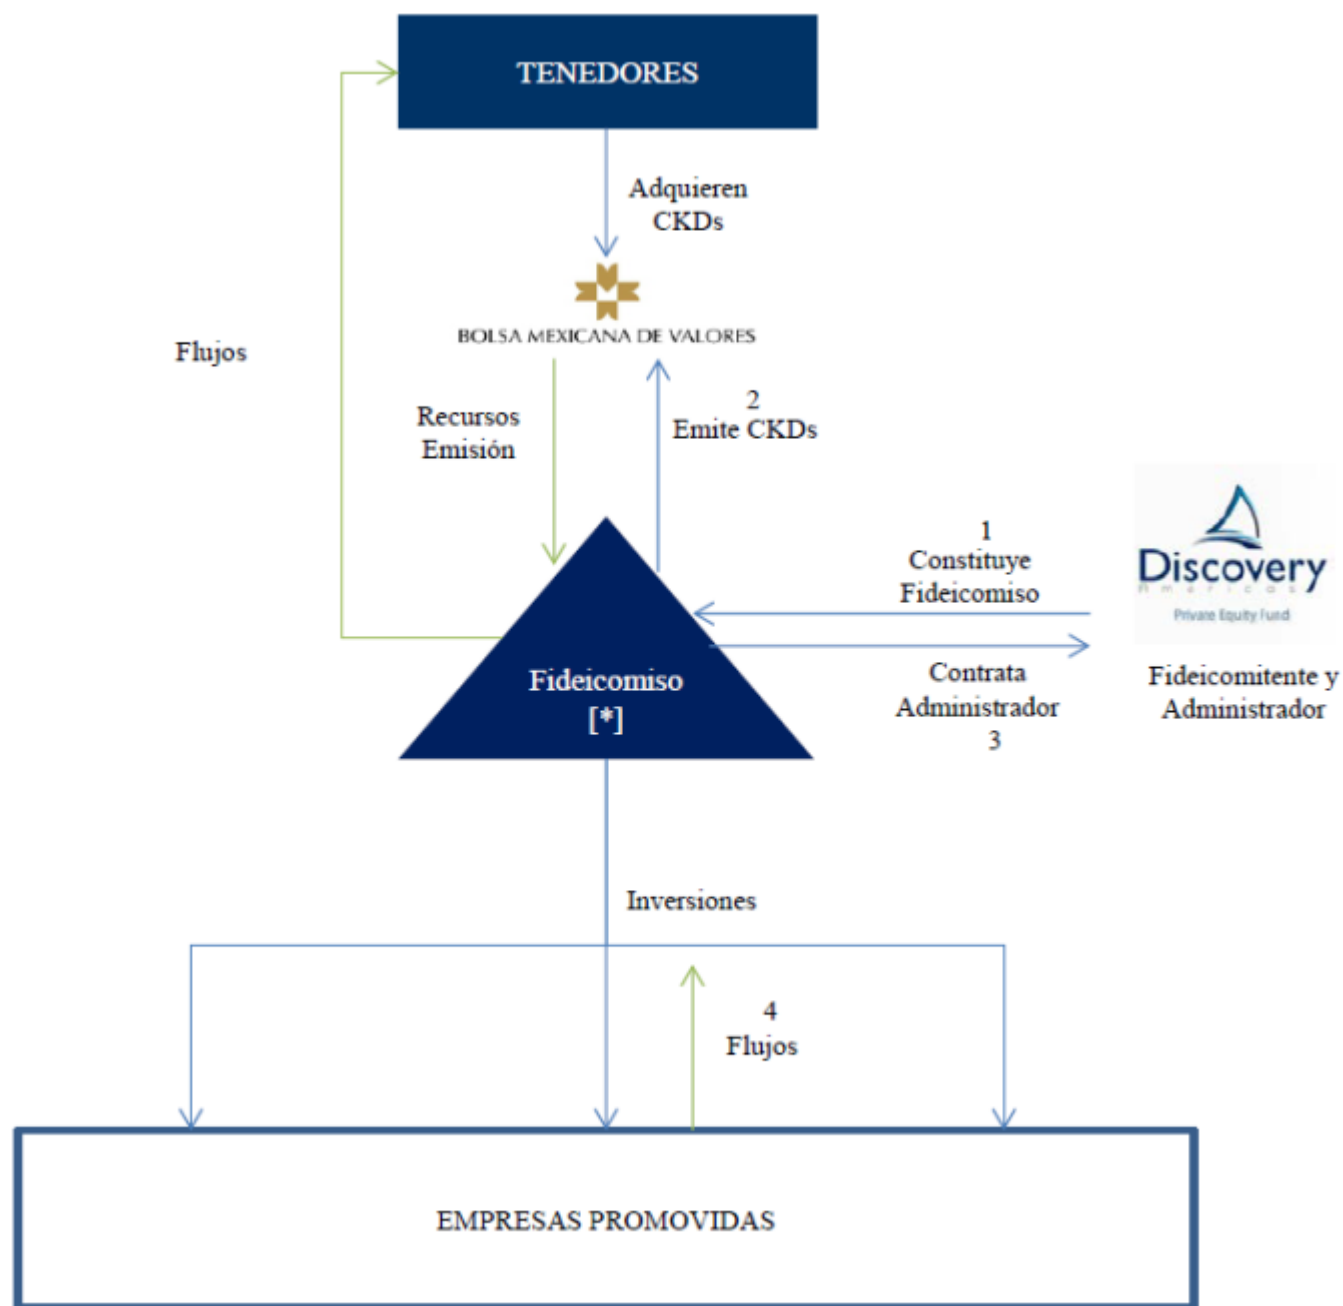 TENEDORES
Adquieren
CKDs
BOLSA MEXICANA DE VALORES
Flujos
Recursos
Emisión
2
Emite CKDs
1
Constituye
Fideicomiso
Discovery
Américas
Private Equity Fund
Fideicomiso
[*]
Contrata
Administrador
3
Fideicomitente y
Administrador
Inversiones
4
Flujos
EMPRESAS PROMOVIDAS